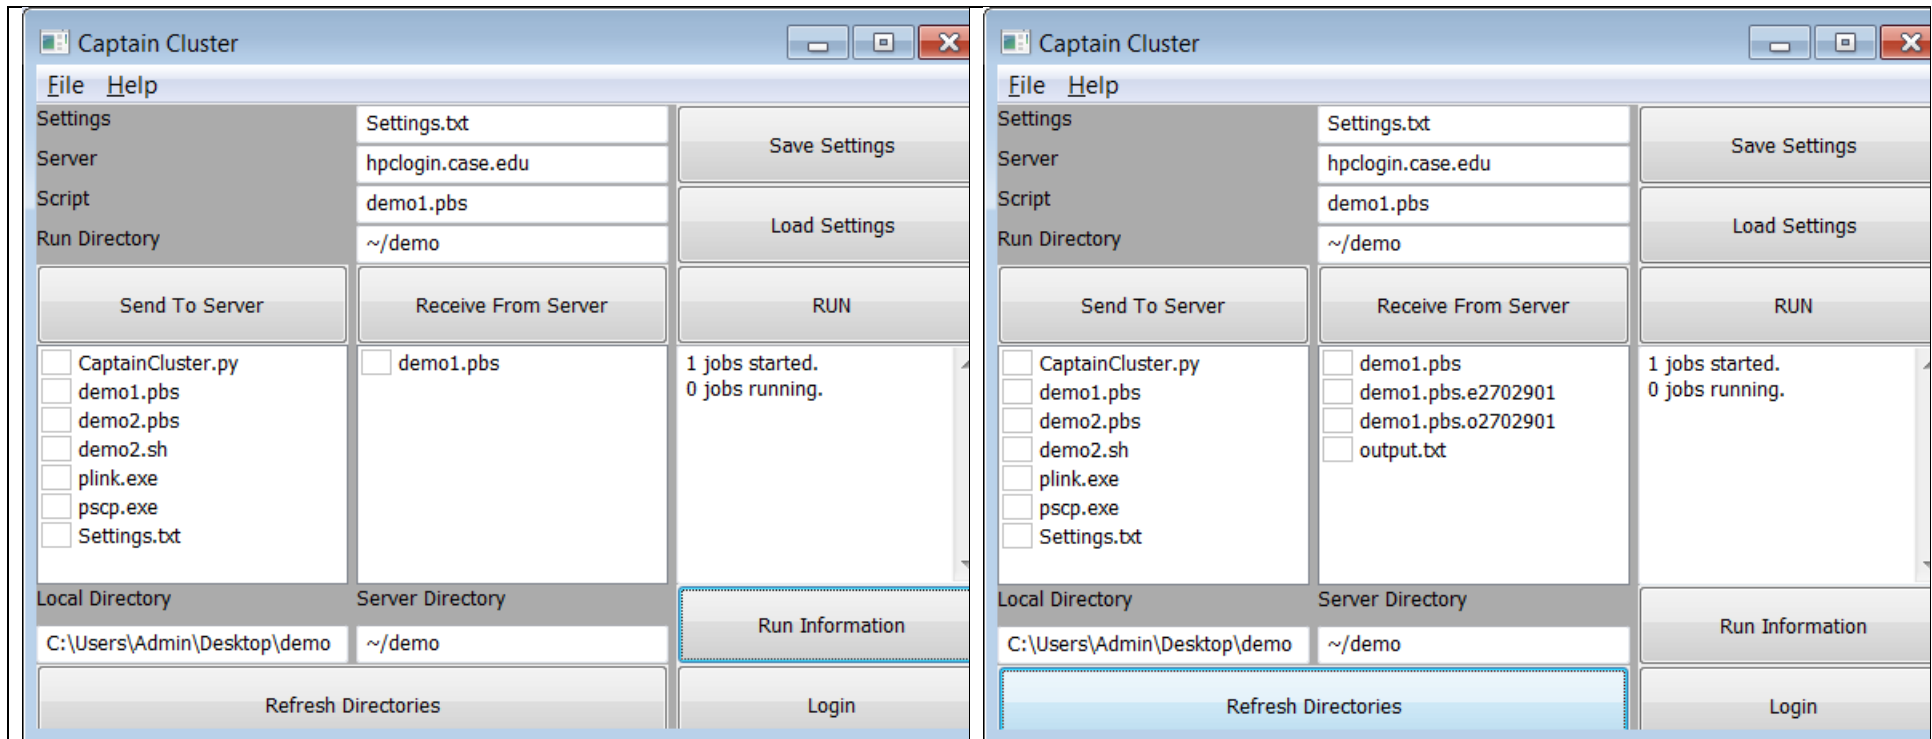 Captain Cluster
File Help
Settings
Settings.txt
Save Settings
Server
hpclogin.case.edu
Script
demo1.pbs
Load Settings
Run Directory
~/demo
Send To Server
Receive From Server
RUN
CaptainCluster.py
demo1.pbs
demo2.pbs
demo2.sh
plink.exe
pscp.exe
Settings.txt
demo1.pbs
1 jobs started.
0 jobs running.
Local Directory
Server Directory
C:\Users\Admin\Desktop\demo
~/demo
Run Information
Refresh Directories
Login
Captain Cluster
File Help
Settings
Settings.txt
Save Settings
Server
hpclogin.case.edu
Script
demo1.pbs
Load Settings
Run Directory
~/demo
Send To Server
Receive From Server
RUN
CaptainCluster.py
demo1.pbs
demo2.pbs
demo2.sh
plink.exe
pscp.exe
Settings.txt
demo1.pbs
demo1.pbs.e2702901
demo1.pbs.o2702901
output.txt
1 jobs started.
0 jobs running.
Local Directory
Server Directory
C:\Users\Admin\Desktop\demo
~/demo
Run Information
Refresh Directories
Login